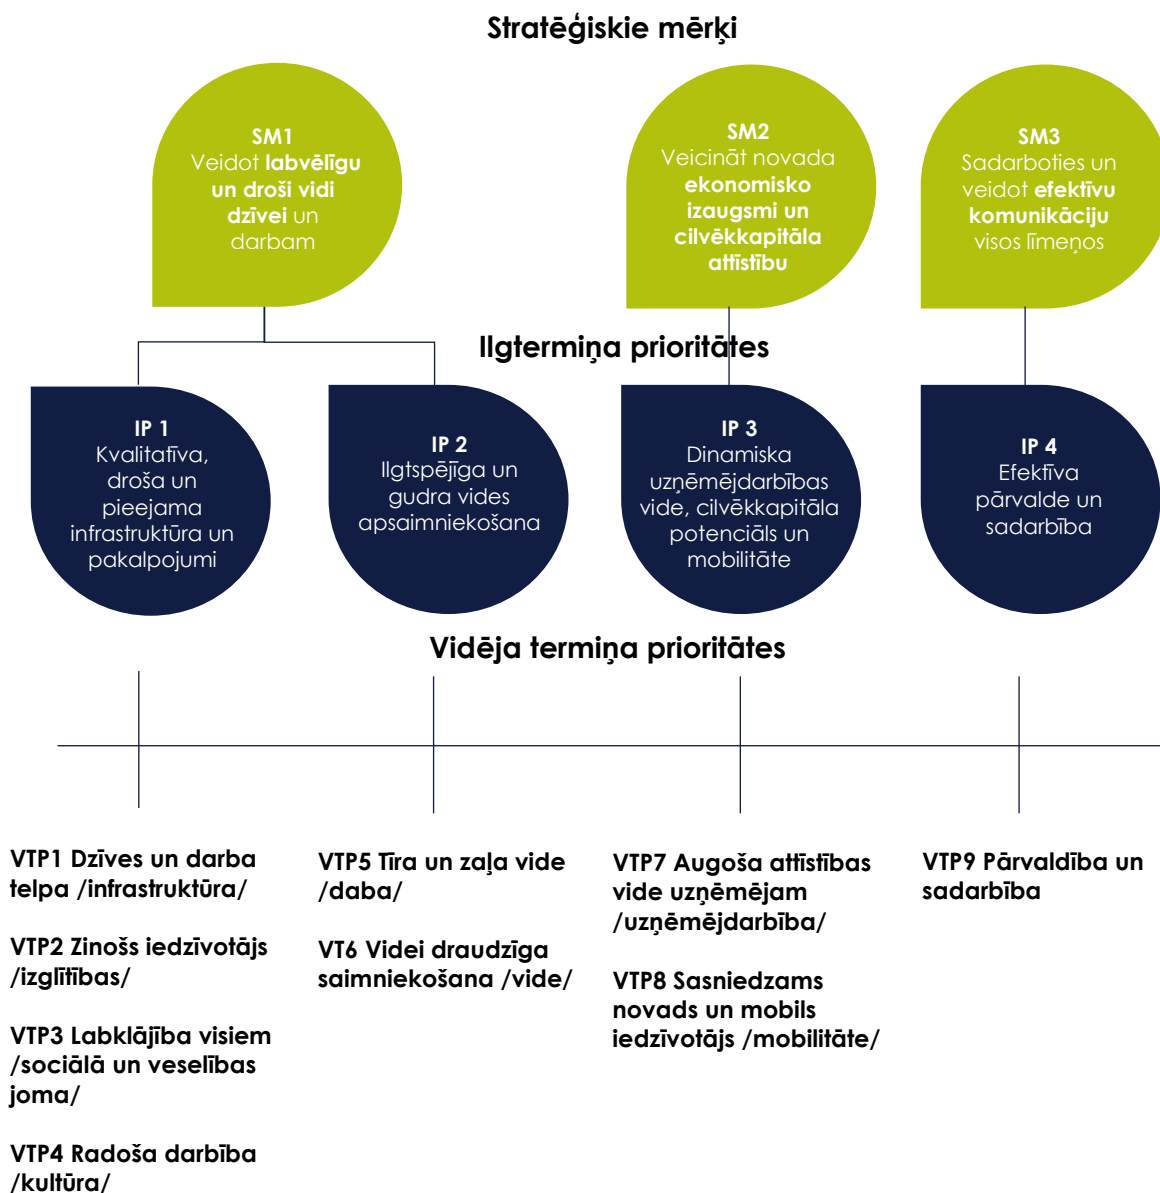 Stratēģiskie mērķi
SM1
Veidot labvēlīgu
un droši vidi
dzīvei un
darbam
SM2
Veicināt novada
ekonomisko
izaugsmi un
cilvēkkapitāla
attīstību
SM3
Sadarboties un
veidot efektīvu
komunikāciju
visos līmeņos
Ilgtermiņa prioritātes
IP 1
Kvalitatīva,
droša un
pieejama
infrastruktūra un
pakalpojumi
IP 2
Ilgtspējīga un
gudra vides
apsaimniekošana
IP 3
Dinamiska
uzņēmējdarbības
vide, cilvēkkapitāla
potenciāls un
mobilitāte
IP 4
Efektīva
pārvalde un
sadarbība
Vidēja termiņa prioritātes
VTP1 Dzīves un darba
telpa /infrastruktūra/
VTP2 Zinošs iedzīvotājs
/izglītības/
VTP3 Labklājība visiem
/sociālā un veselības
joma/
VTP4 Radoša darbība
/kultūra/
VTP5 Tīra un zaļa vide
/daba/
VT6 Videi draudzīga
saimniekošana /vide/
VTP7 Augoša attīstības
vide uzņēmējam
/uzņēmējdarbība/
VTP8 Sasniedzams
novads un mobils
iedzīvotājs /mobilitāte/
VTP9 Pārvaldība un
sadarbība